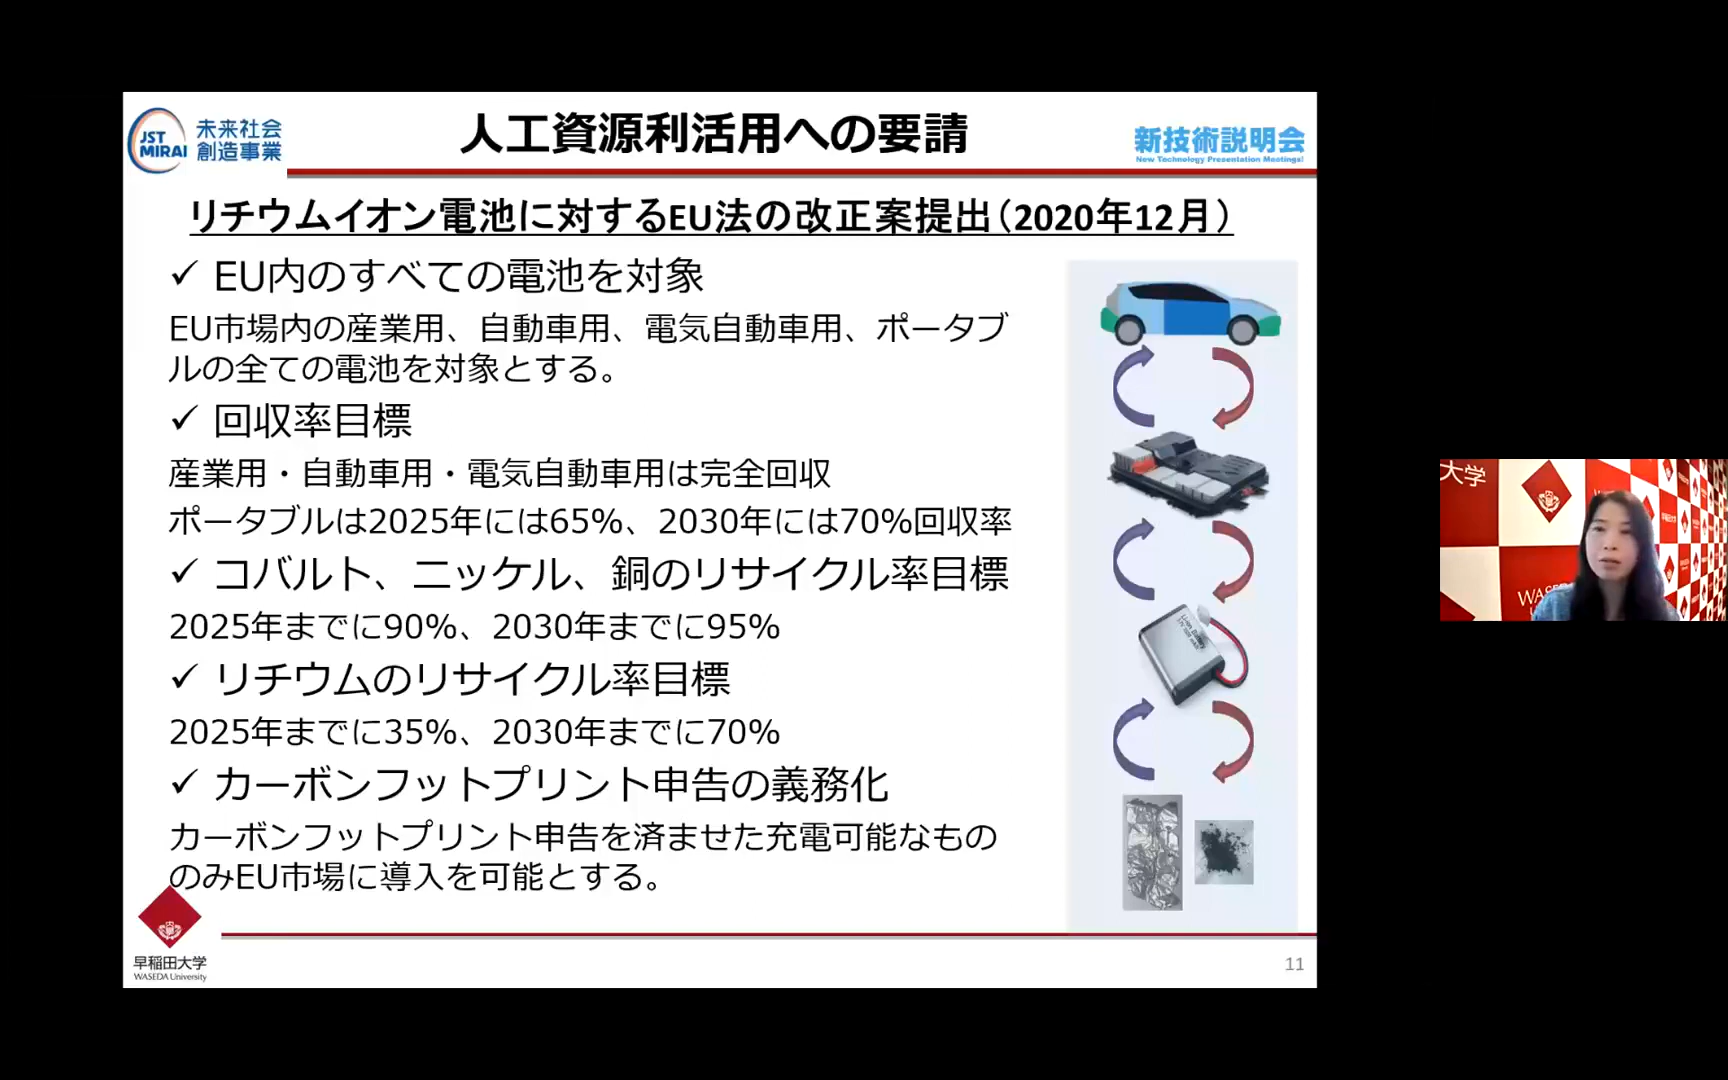 JST MIRAI 未来社会創造事業
人工資源利活用への要請
新技術説明会
New Technology Presentation Meetings!
リチウムイオン電池に対するEU法の改正案提出（2020年12月）
✓ EU内のすべての電池を対象
EU市場内の産業用、自動車用、電気自動車用、ポータブ
ルの全ての電池を対象とする。
✓ 回収率目標
産業用・自動車用・電気自動車用は完全回収
ポータブルは2025年には65%、2030年には70%回収率
✓ コバルト、ニッケル、銅のリサイクル率目標
2025年までに90%、2030年までに95%
✓ リチウムのリサイクル率目標
2025年までに35%、2030年までに70%
✓ カーボンフットプリント申告の義務化
カーボンフットプリント申告を済ませた充電可能なもの
のみEU市場に導入を可能とする。
早稲田大学
WASEDA University
11
大学